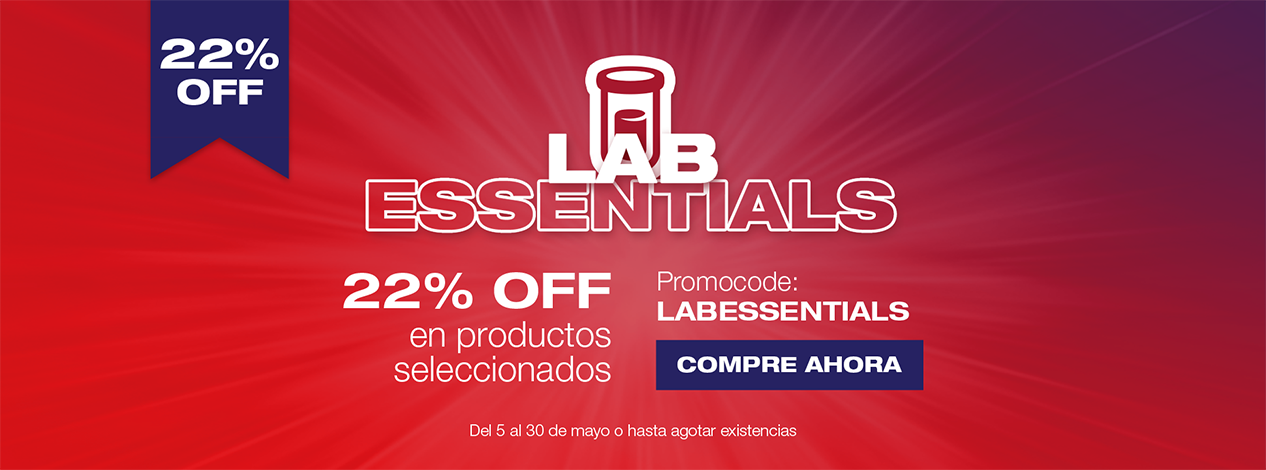 22%
OFF
LAB
ESSENTIALS
22% OFF
en productos
seleccionados
Promocode:
LABESSENTIALS
COMPRE AHORA
Del 5 al 30 de mayo o hasta agotar existencias